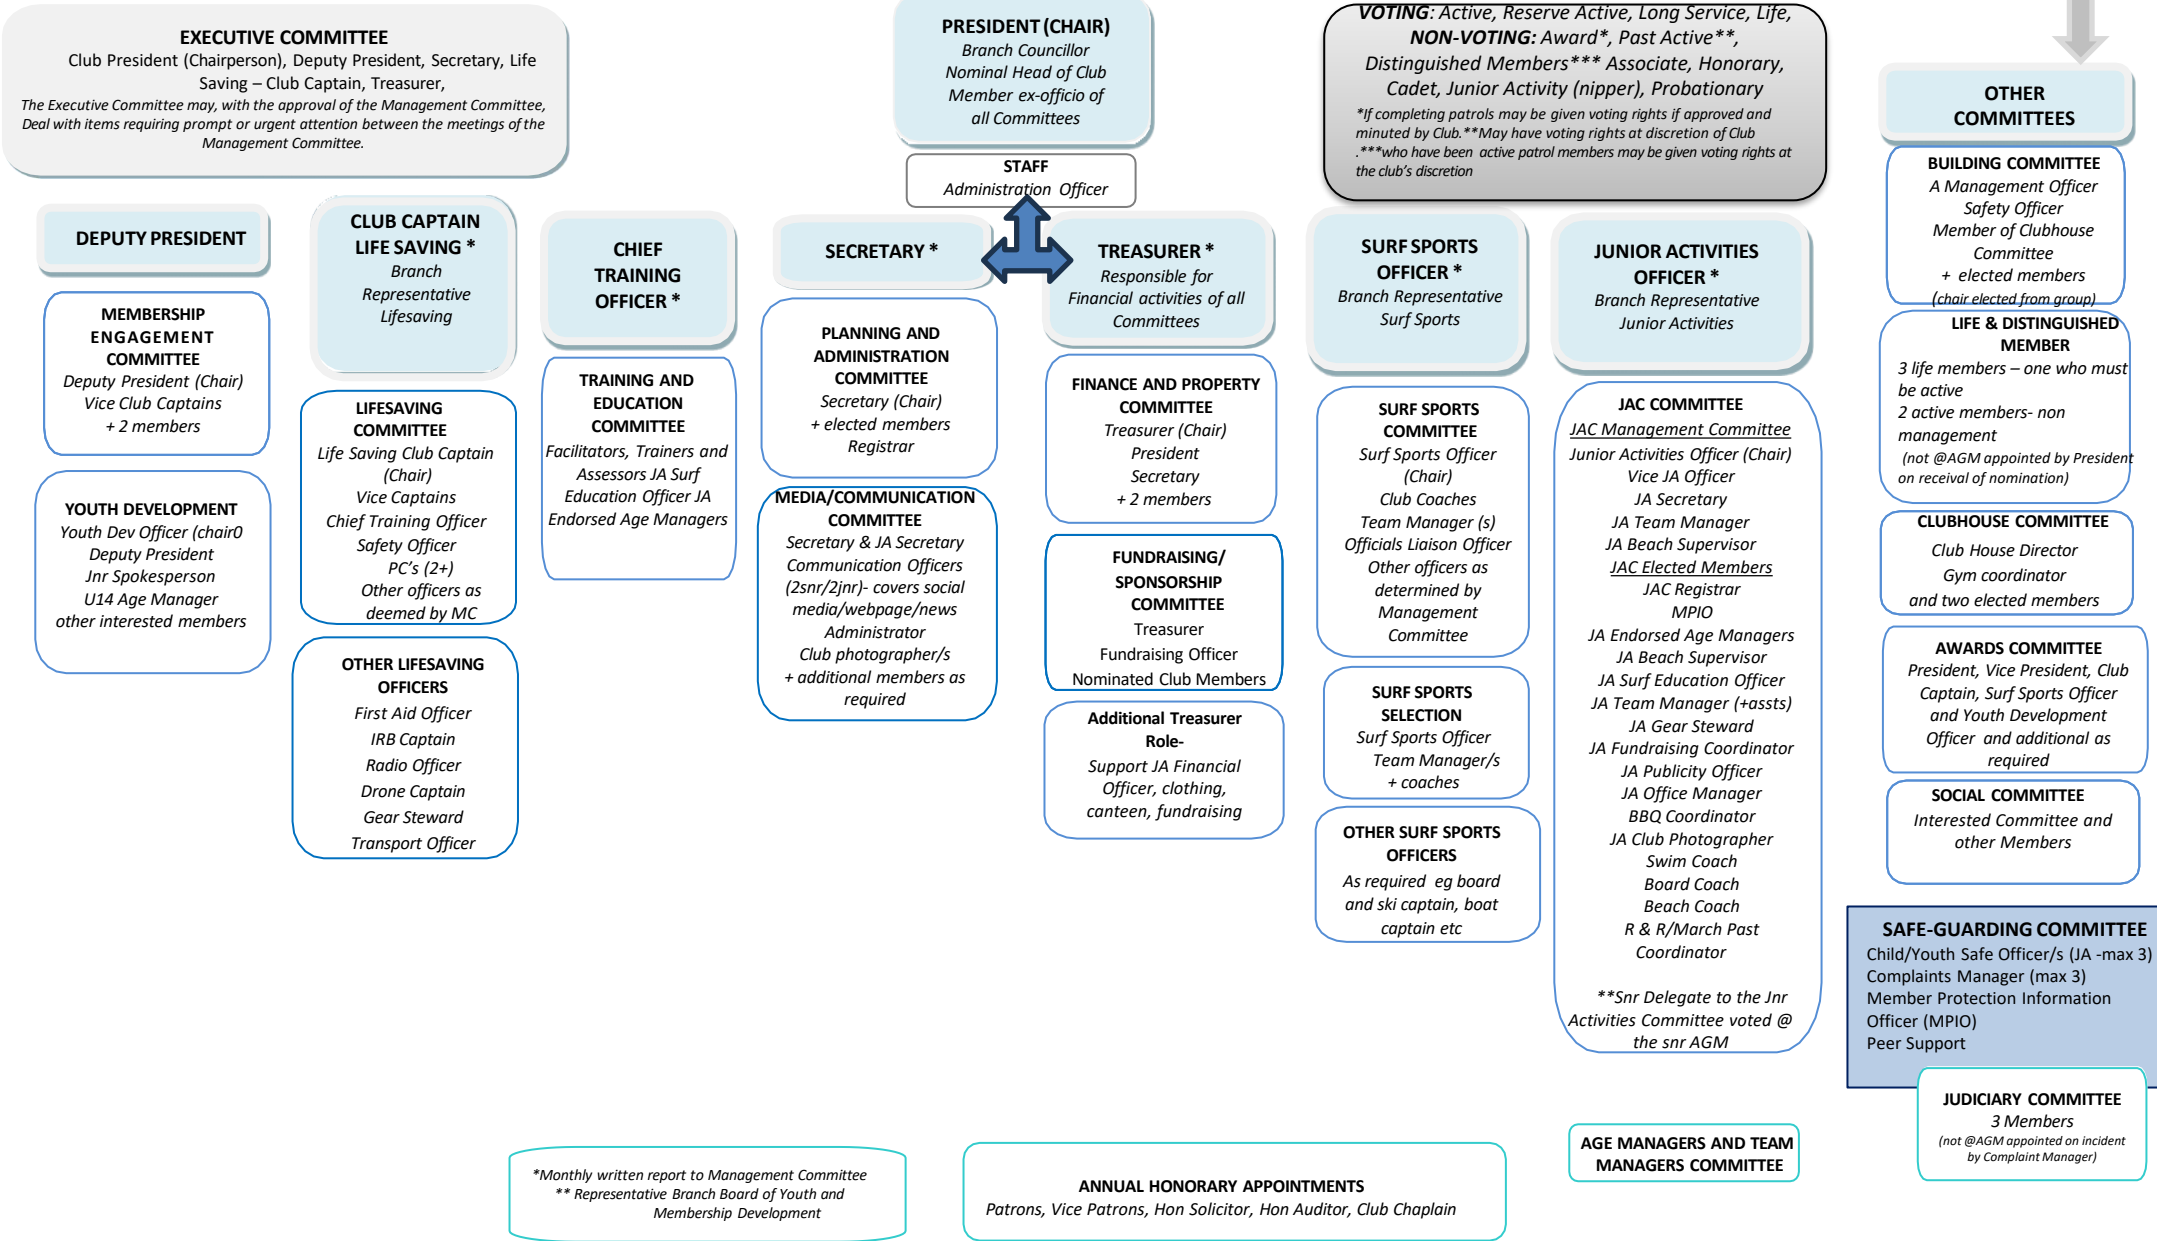 EXECUTIVE COMMITTEE
Club President (Chairperson), Deputy President, Secretary, Life
Saving – Club Captain, Treasurer,
The Executive Committee may, with the approval of the Management Committee,
Deal with items requiring prompt or urgent attention between the meetings of the
Management Committee.
PRESIDENT (CHAIR)
Branch Councillor
Nominal Head of Club
Member ex-officio of
all Committees
STAFF
Administration Officer
VOTING: Active, Reserve Active, Long Service, Life,
NON-VOTING: Award*, Past Active**,
Distinguished Members*** Associate, Honorary,
Cadet, Junior Activity (nipper), Probationary
*If completing patrols may be given voting rights if approved and
minuted by Club.**May have voting rights at discretion of Club
.***who have been active patrol members may be given voting rights at
the club's discretion
DEPUTY PRESIDENT
MEMBERSHIP
ENGAGEMENT
COMMITTEE
Deputy President (Chair)
Vice Club Captains
+ 2 members
YOUTH DEVELOPMENT
Youth Dev Officer (chair0
Deputy President
Jnr Spokesperson
U14 Age Manager
other interested members
CLUB CAPTAIN
LIFE SAVING *
Branch
Representative
Lifesaving
LIFESAVING
COMMITTEE
Life Saving Club Captain
(Chair)
Vice Captains
Chief Training Officer
Safety Officer
PC's (2+)
Other officers as
deemed by MC
OTHER LIFESAVING
OFFICERS
First Aid Officer
IRB Captain
Radio Officer
Drone Captain
Gear Steward
Transport Officer
CHIEF
TRAINING
OFFICER *
TRAINING AND
EDUCATION
COMMITTEE
Facilitators, Trainers and
Assessors JA Surf
Education Officer JA
Endorsed Age Managers
SECRETARY *
PLANNING AND
ADMINISTRATION
COMMITTEE
Secretary (Chair)
+ elected members
Registrar
MEDIA/COMMUNICATION
COMMITTEE
Secretary & JA Secretary
Communication Officers
(2snr/2jnr)- covers social
media/webpage/news
Administrator
Club photographer/s
+ additional members as
required
TREASURER *
Responsible for
Financial activities of all
Committees
FINANCE AND PROPERTY
COMMITTEE
Treasurer (Chair)
President
Secretary
+ 2 members
FUNDRAISING/
SPONSORSHIP
COMMITTEE
Treasurer
Fundraising Officer
Nominated Club Members
Additional Treasurer
Role-
Support JA Financial
Officer, clothing,
canteen, fundraising
SURF SPORTS
OFFICER *
Branch Representative
Surf Sports
SURF SPORTS
COMMITTEE
Surf Sports Officer
(Chair)
Club Coaches
Team Manager (s)
Officials Liaison Officer
Other officers as
determined by
Management
Committee
SURF SPORTS
SELECTION
Surf Sports Officer
Team Manager/s
+ coaches
OTHER SURF SPORTS
OFFICERS
As required eg board
and ski captain, boat
captain etc
JUNIOR ACTIVITIES
OFFICER *
Branch Representative
Junior Activities
JAC COMMITTEE
JAC Management Committee
Junior Activities Officer (Chair)
Vice JA Officer
JA Secretary
JA Team Manager
JA Beach Supervisor
JAC Elected Members
JAC Registrar
MPIO
JA Endorsed Age Managers
JA Beach Supervisor
JA Surf Education Officer
JA Team Manager (+assts)
JA Gear Steward
JA Fundraising Coordinator
JA Publicity Officer
JA Office Manager
BBQ Coordinator
JA Club Photographer
Swim Coach
Board Coach
Beach Coach
R & R/March Past
Coordinator
**Snr Delegate to the Jnr
Activities Committee voted @
the snr AGM
OTHER
COMMITTEES
BUILDING COMMITTEE
A Management Officer
Safety Officer
Member of Clubhouse
Committee
+ elected members
(chair elected from group)
LIFE & DISTINGUISHED
MEMBER
3 life members – one who must
be active
2 active members- non
management
(not @AGM appointed by President
on receival of nomination)
CLUBHOUSE COMMITTEE
Club House Director
Gym coordinator
and two elected members
AWARDS COMMITTEE
President, Vice President, Club
Captain, Surf Sports Officer
and Youth Development
Officer and additional as
required
SOCIAL COMMITTEE
Interested Committee and
other Members
SAFE-GUARDING COMMITTEE
Child/Youth Safe Officer/s (JA -max 3)
Complaints Manager (max 3)
Member Protection Information
Officer (MPIO)
Peer Support
JUDICIARY COMMITTEE
3 Members
(not @AGM appointed on incident
by Complaint Manager)
*Monthly written report to Management Committee
** Representative Branch Board of Youth and
Membership Development
ANNUAL HONORARY APPOINTMENTS
Patrons, Vice Patrons, Hon Solicitor, Hon Auditor, Club Chaplain
AGE MANAGERS AND TEAM
MANAGERS COMMITTEE